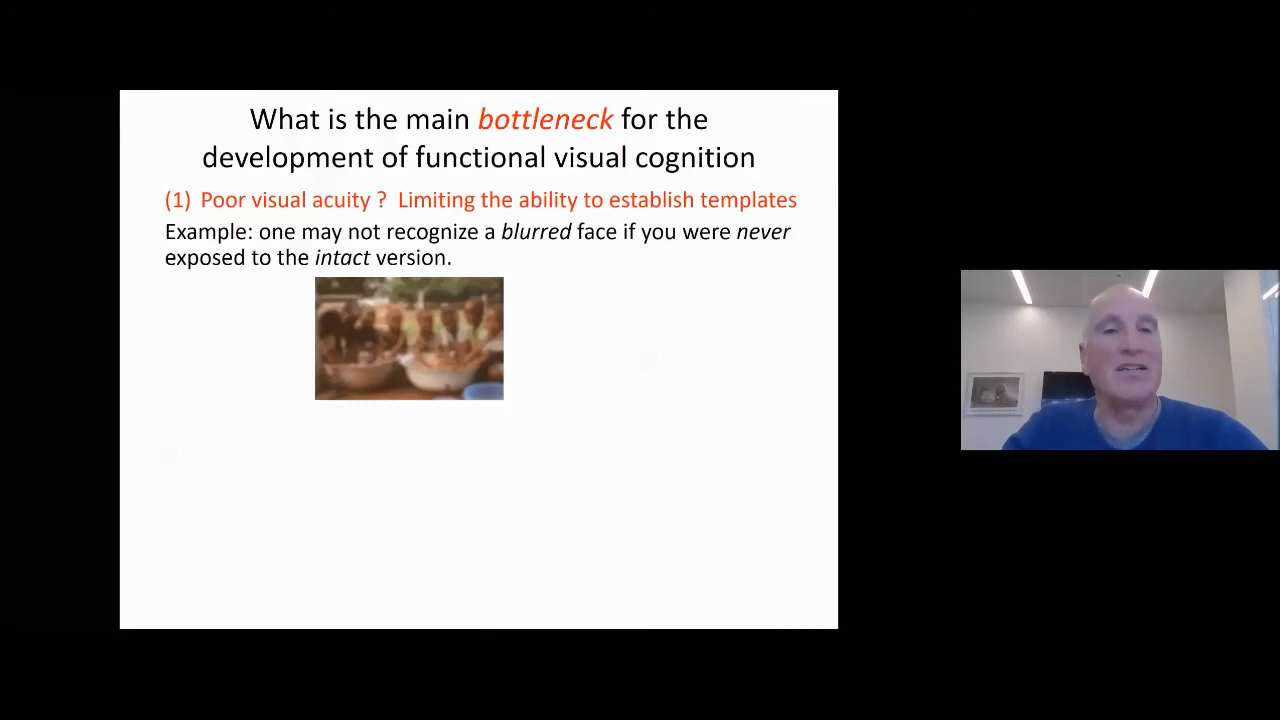 What is the main bottleneck for the
development of functional visual cognition
(1) Poor visual acuity ? Limiting the ability to establish templates
Example: one may not recognize a blurred face if you were never
exposed to the intact version.